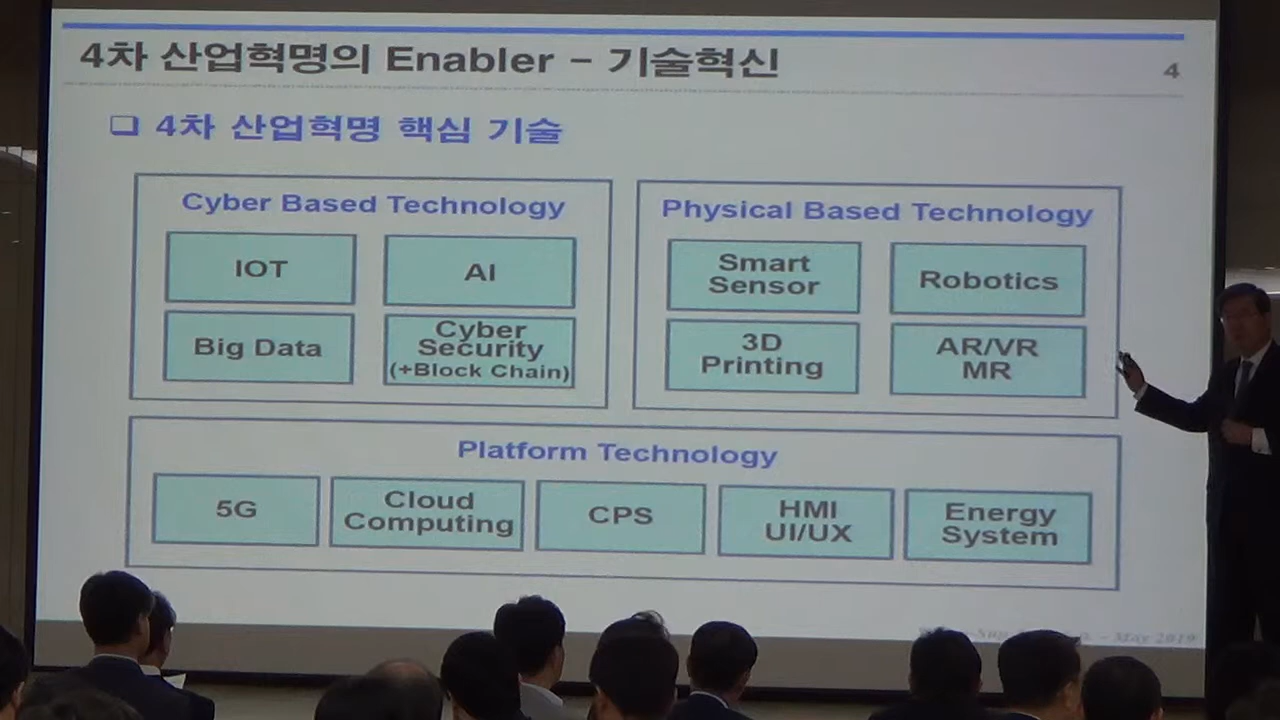 4차 산업혁명의 Enabler - 기술혁신
4
❑ 4차 산업혁명 핵심 기술
Cyber Based Technology
IOT
AI
Big Data
Cyber
Security
(+Block Chain)
Physical Based Technology
Smart
Sensor
Robotics
3D
Printing
AR/VR
MR
Platform Technology
5G
Cloud
Computing
CPS
HMI
UI/UX
Energy
System
- May 2019